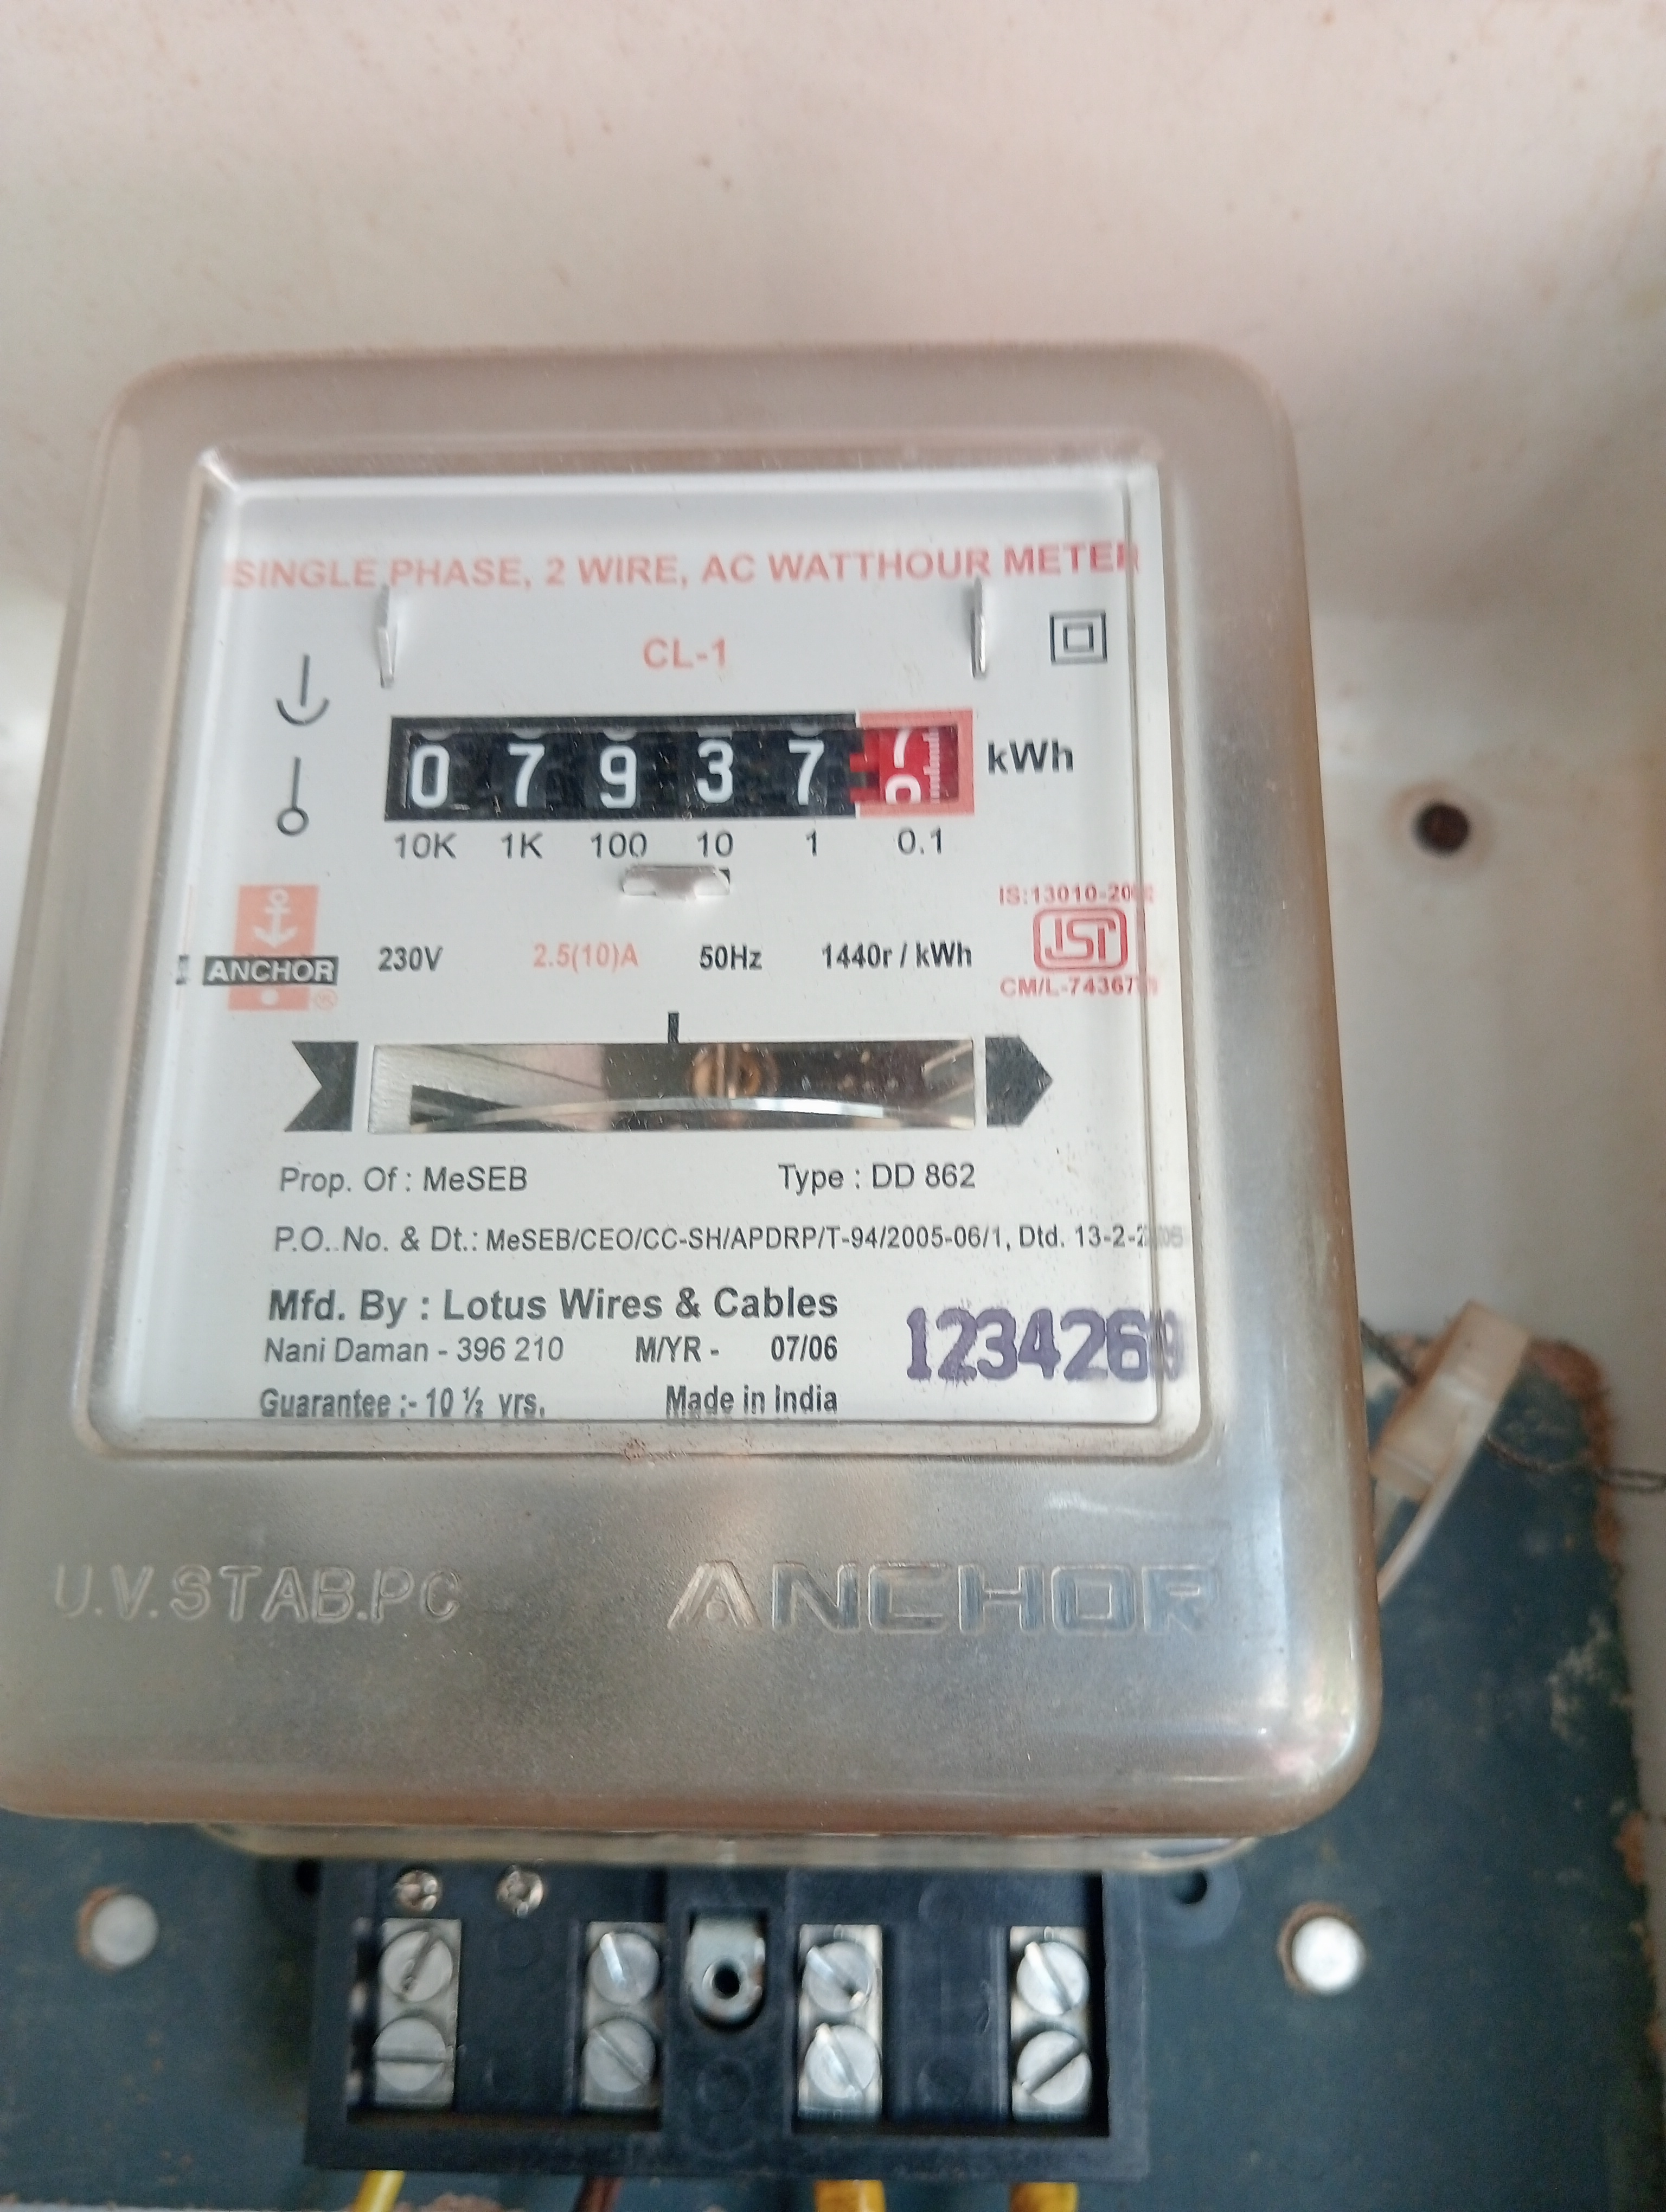 SINGLE PHASE, 2 WIRE, AC WATTHOUR METER
CL-1
0 7 9 3 7 kWh
10K 1K 100 10 1 0.1
ANCHOR ®
230V 2.5(10)A 50Hz 1440r / kWh
ISI
Prop. Of : MeSEB Type : DD 862
P.O. No. & Dt.: MeSEB/CEO/CC-SH/APDRP/T-94/2005-06/1, Dtd.
Mfd. By : Lotus Wires & Cables
Nani Daman - 396 210 M/YR - 07/06
1234269
Guarantee :- 10 ½ yrs. Made in India
U.V.STAB.PC ANCHOR